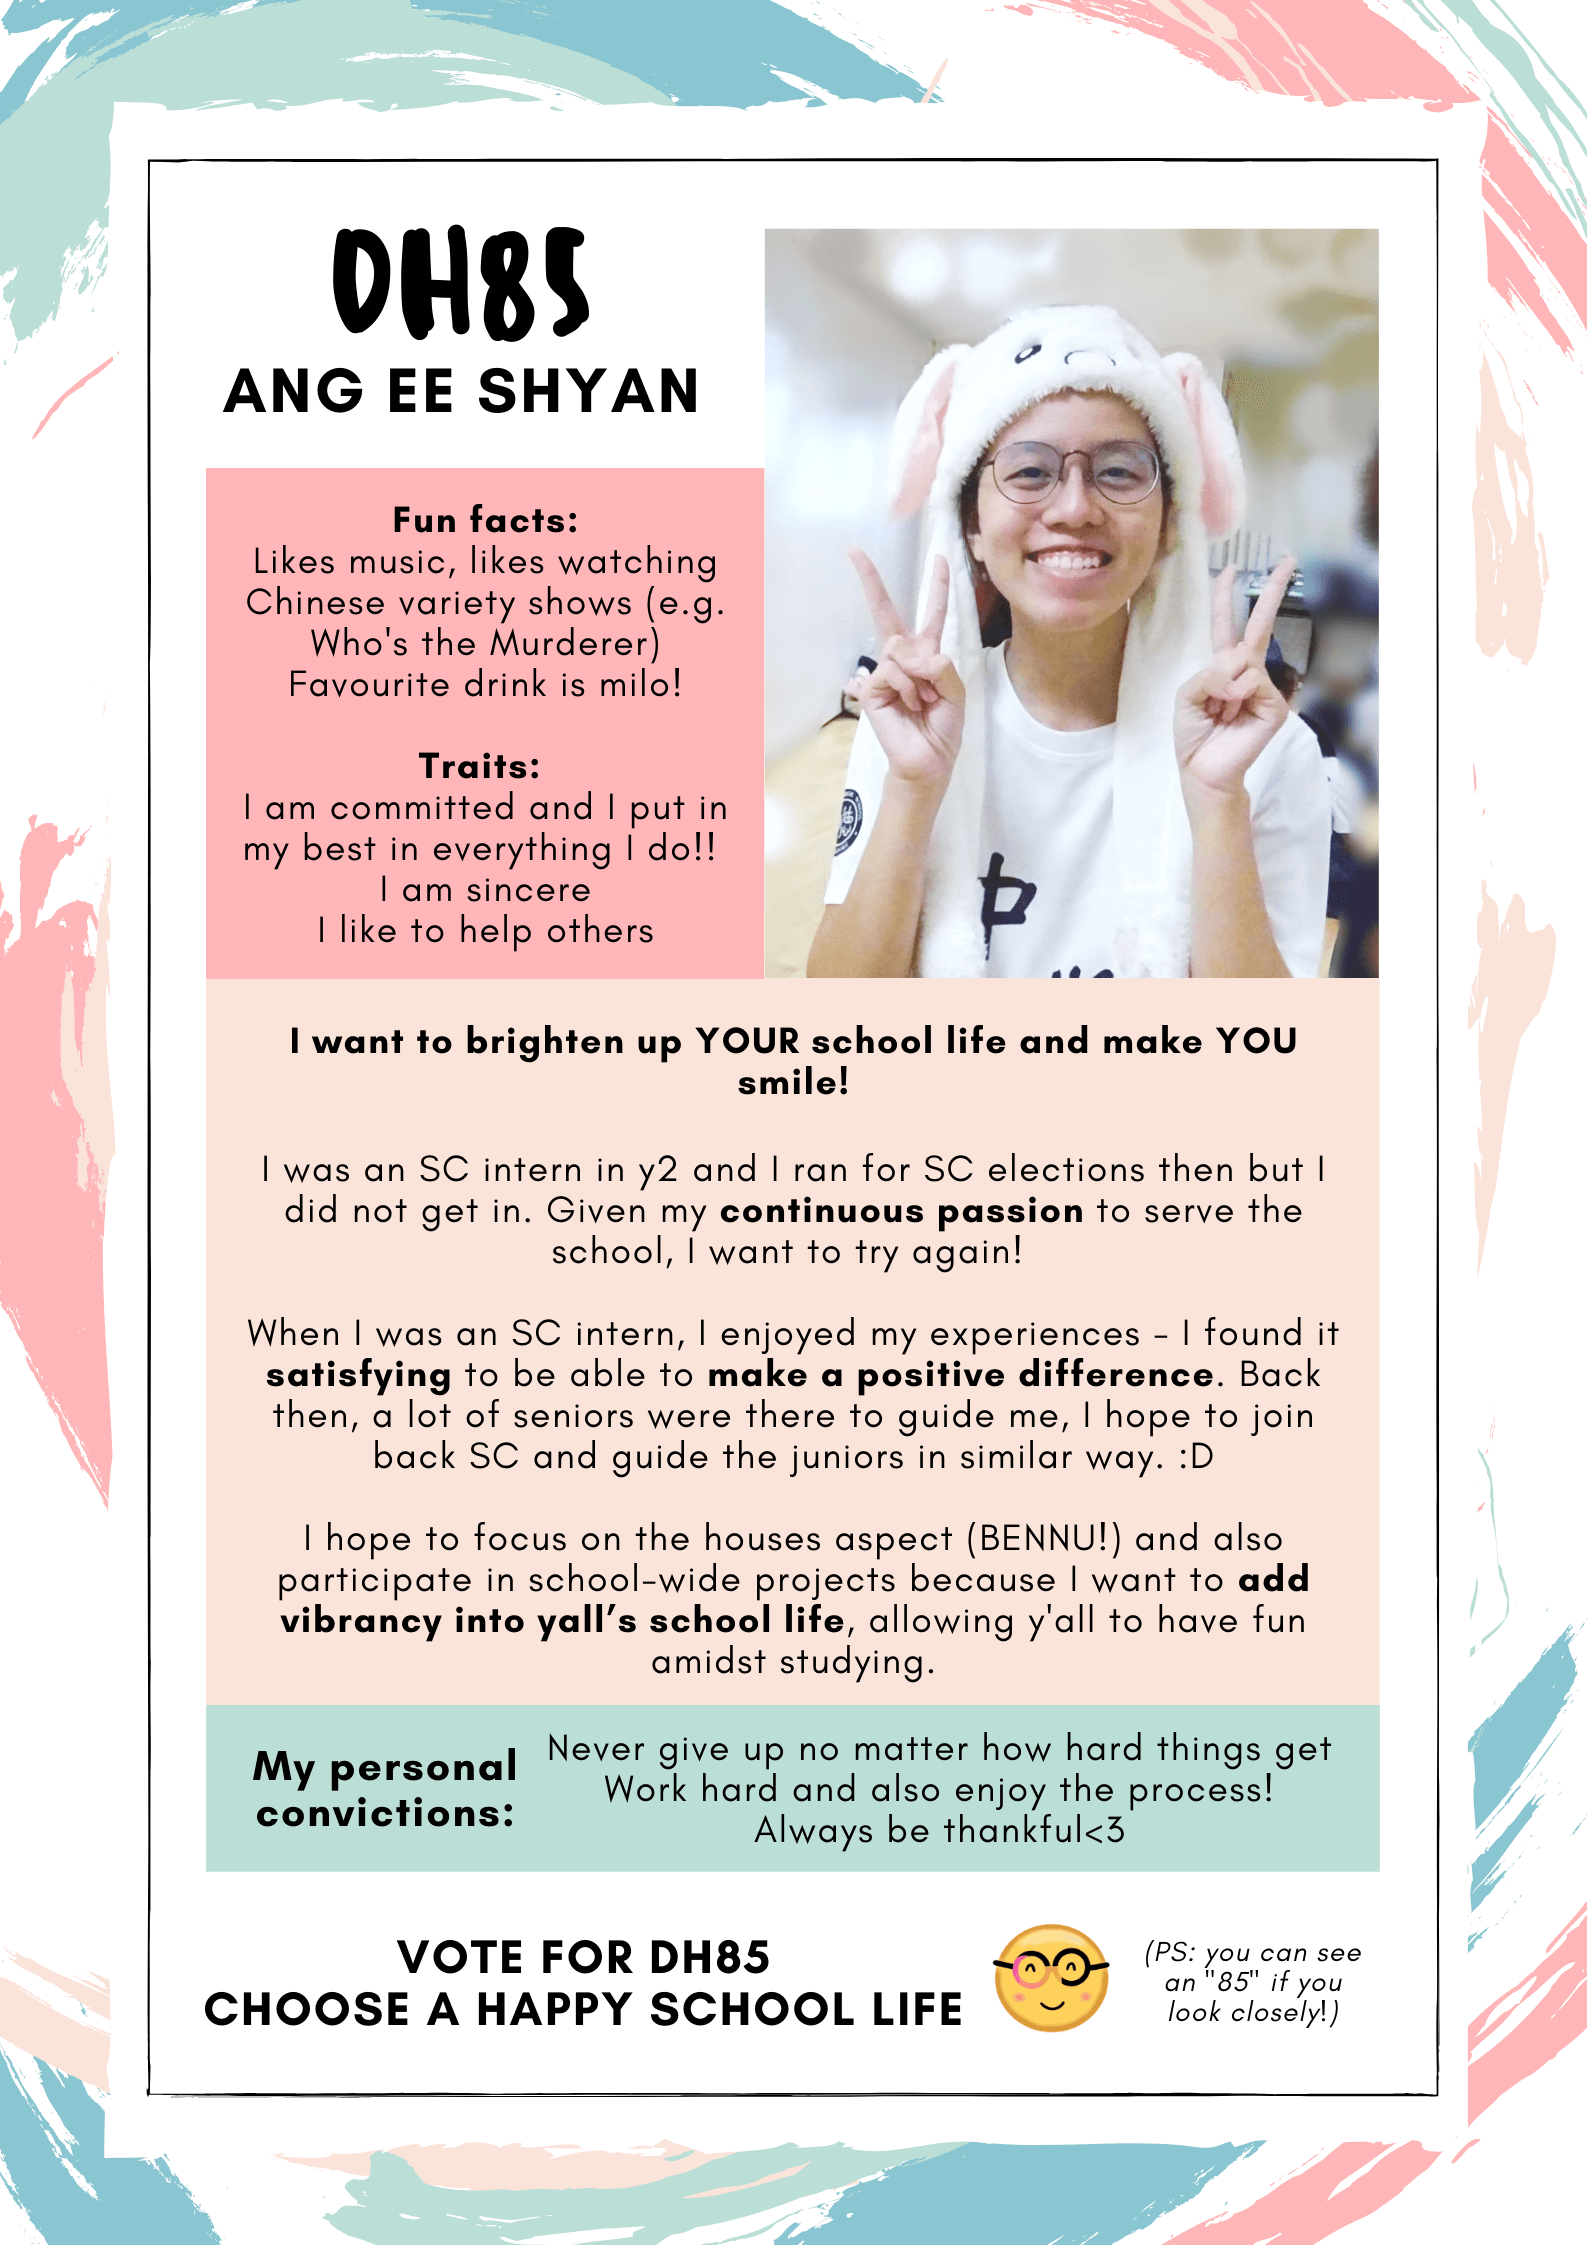 DH85
ANG EE SHYAN
Fun facts:
Likes music, likes watching
Chinese variety shows (e.g.
Who's the Murderer)
Favourite drink is milo!
Traits:
I am committed and I put in
my best in everything I do!!
I am sincere
I like to help others
中
I want to brighten up YOUR school life and make YOU
smile!
I was an SC intern in y2 and I ran for SC elections then but I
did not get in. Given my continuous passion to serve the
school, I want to try again!
When I was an SC intern, I enjoyed my experiences - I found it
satisfying to be able to make a positive difference. Back
then, a lot of seniors were there to guide me, I hope to join
back SC and guide the juniors in similar way. :D
I hope to focus on the houses aspect (BENNU!) and also
participate in school-wide projects because I want to add
vibrancy into yall’s school life, allowing y'all to have fun
amidst studying.
My personal
convictions:
Never give up no matter how hard things get
Work hard and also enjoy the process!
Always be thankful<3
VOTE FOR DH85
CHOOSE A HAPPY SCHOOL LIFE
(PS: you can see
an "85" if you
look closely!)